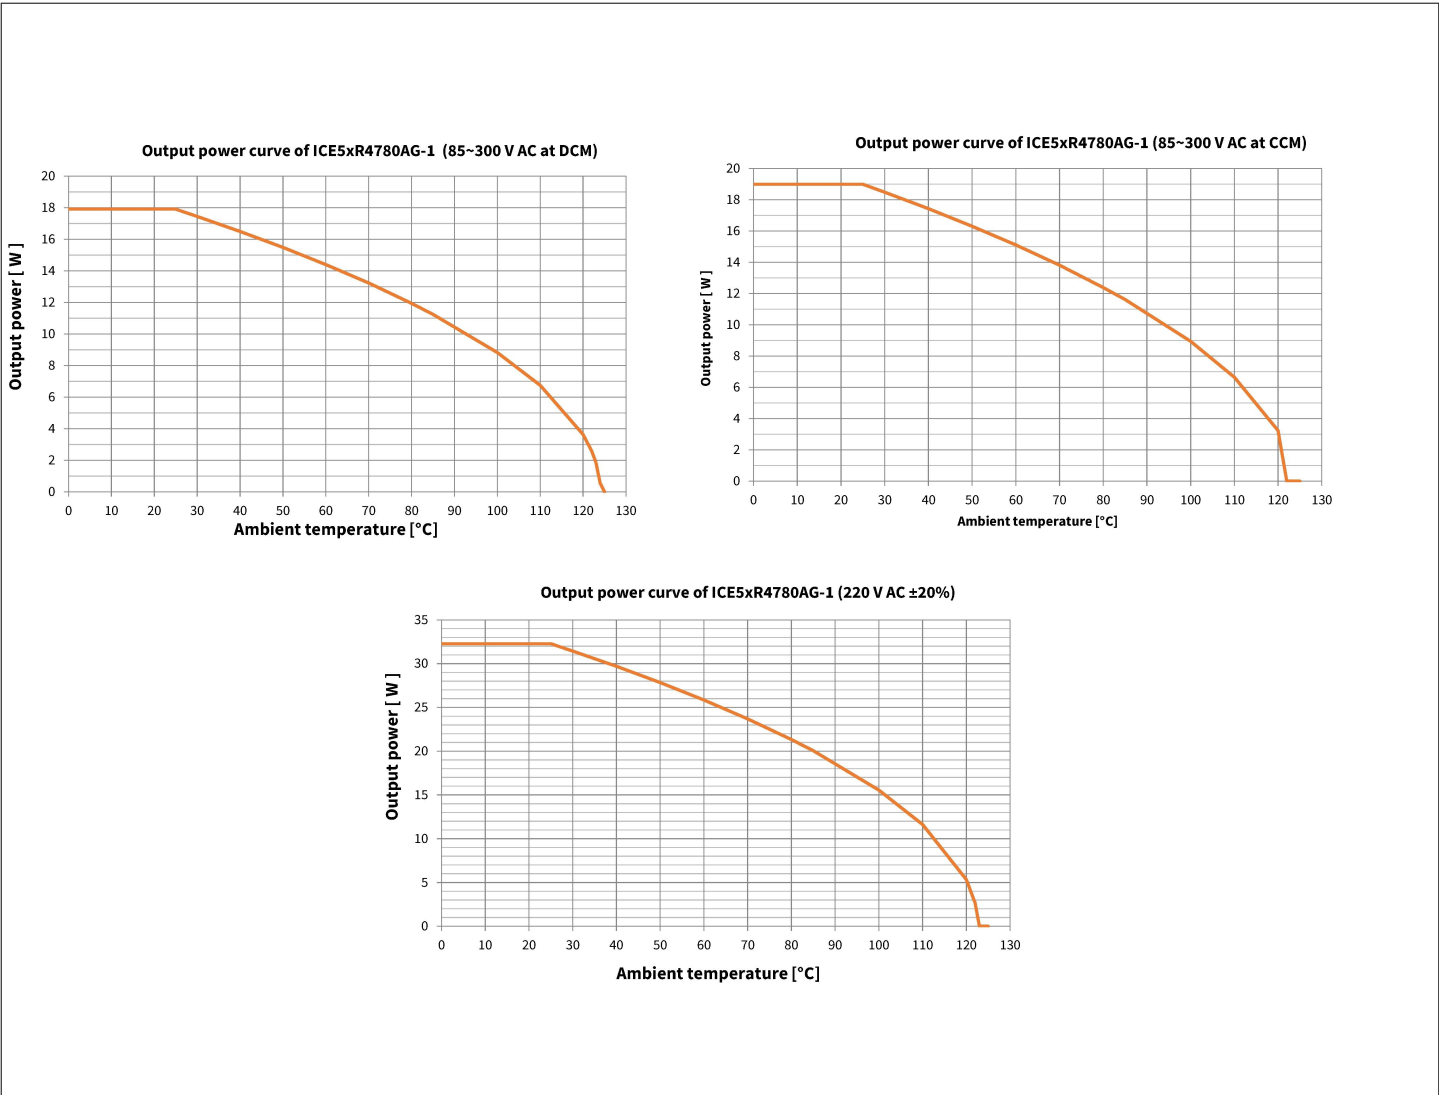 Output power curve of ICE5xR4780AG-1 (85~300 V AC at DCM)
20
18
16
14
12
10
8
6
4
2
0
Output power [ W ]
0 10 20 30 40 50 60 70 80 90 100 110 120 130
Ambient temperature [°C]
Output power curve of ICE5xR4780AG-1 (85~300 V AC at CCM)
20
18
16
14
12
10
8
6
4
2
0
Output power [ W ]
0 10 20 30 40 50 60 70 80 90 100 110 120 130
Ambient temperature [°C]
Output power curve of ICE5xR4780AG-1 (220 V AC ±20%)
35
30
25
20
15
10
5
0
Output power [ W ]
0 10 20 30 40 50 60 70 80 90 100 110 120 130
Ambient temperature [°C]